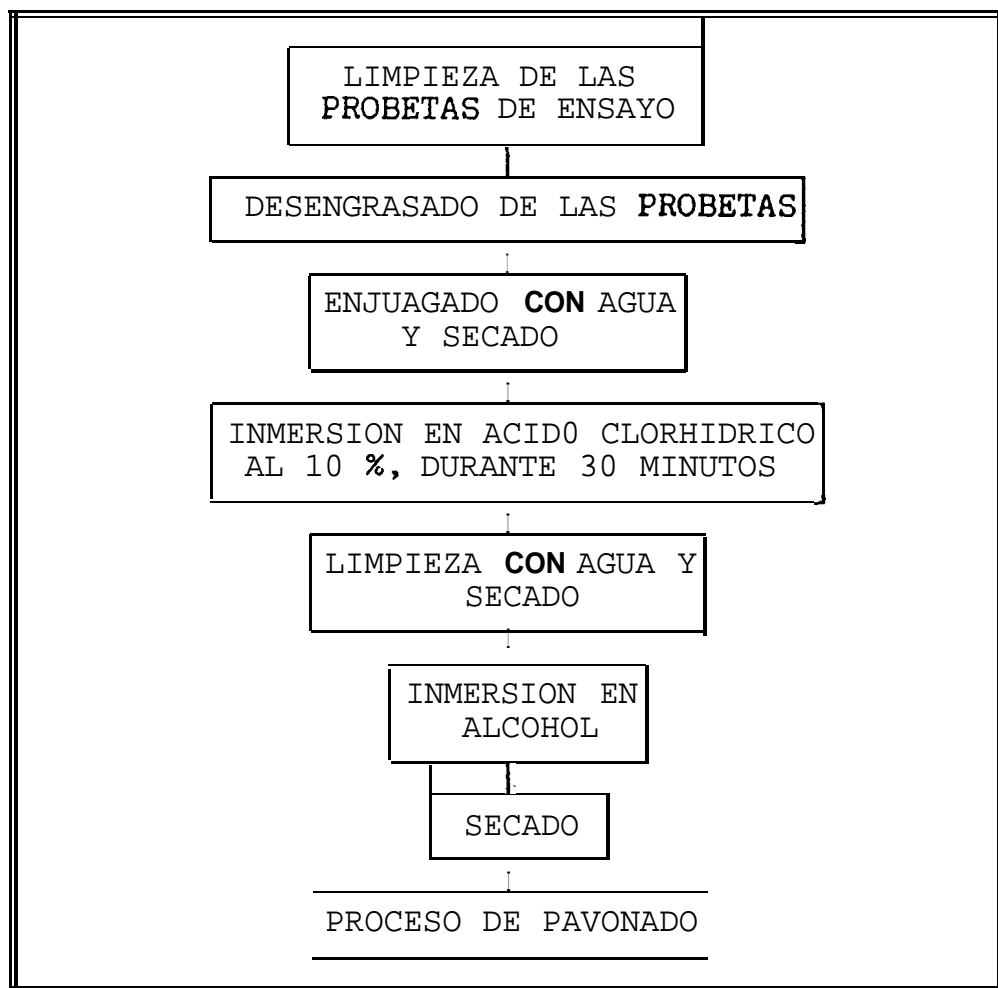 LIMPIEZA DE LAS
PROBETAS DE ENSAYO
DESENGRASADO DE LAS PROBETAS
ENJUAGADO CON AGUA
Y SECADO
INMERSION EN ACID0 CLORHIDRICO
AL 10 %, DURANTE 30 MINUTOS
LIMPIEZA CON AGUA Y
SECADO
INMERSION EN
ALCOHOL
SECADO
PROCESO DE PAVONADO